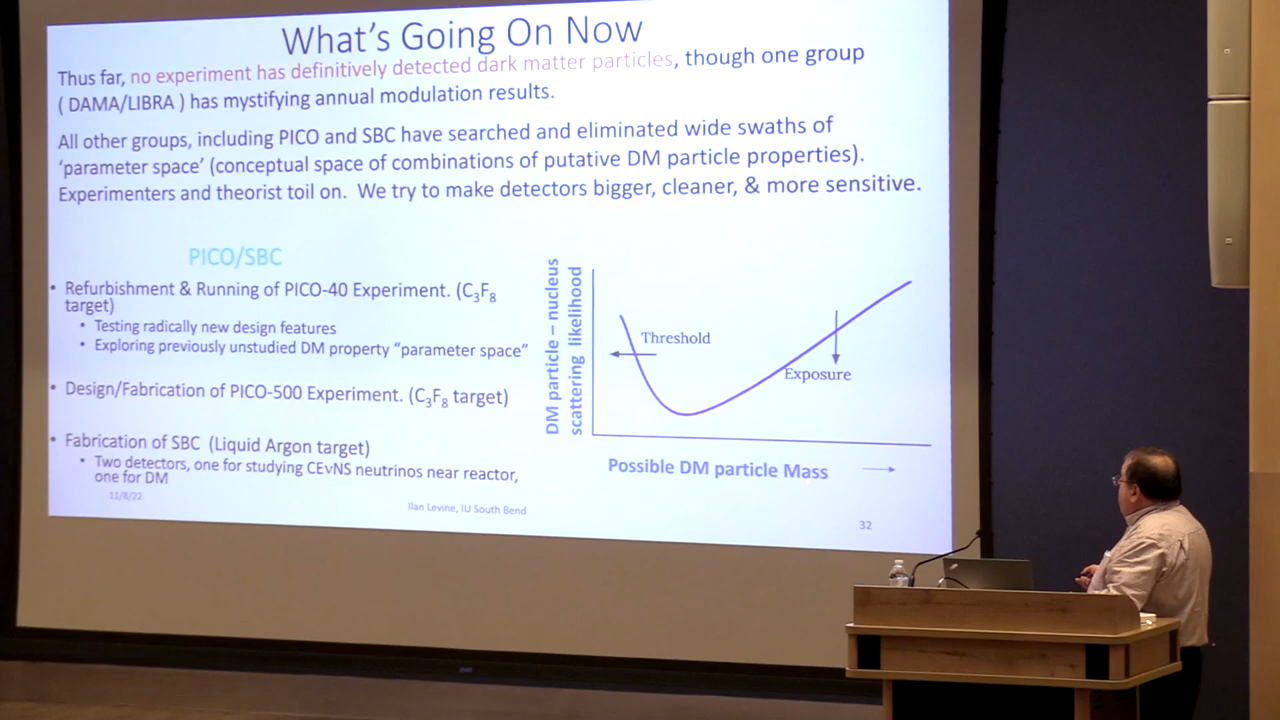 What's Going On Now
Thus far, no experiment has definitively detected dark matter particles, though one group
( DAMA/LIBRA ) has mystifying annual modulation results.
All other groups, including PICO and SBC have searched and eliminated wide swaths of
'parameter space' (conceptual space of combinations of putative DM particle properties).
Experimenters and theorist toil on. We try to make detectors bigger, cleaner, & more sensitive.
PICO/SBC
• Refurbishment & Running of PICO-40 Experiment. (C₃F₈
target)
• Testing radically new design features
• Exploring previously unstudied DM property "parameter space"
• Design/Fabrication of PICO-500 Experiment. (C₃F₈ target)
• Fabrication of SBC (Liquid Argon target)
• Two detectors, one for studying CEνNS neutrinos near reactor,
one for DM
DM particle – nucleus
scattering likelihood
Threshold
Exposure
Possible DM particle Mass
11/8/22
Ilan Levine, IU South Bend
32